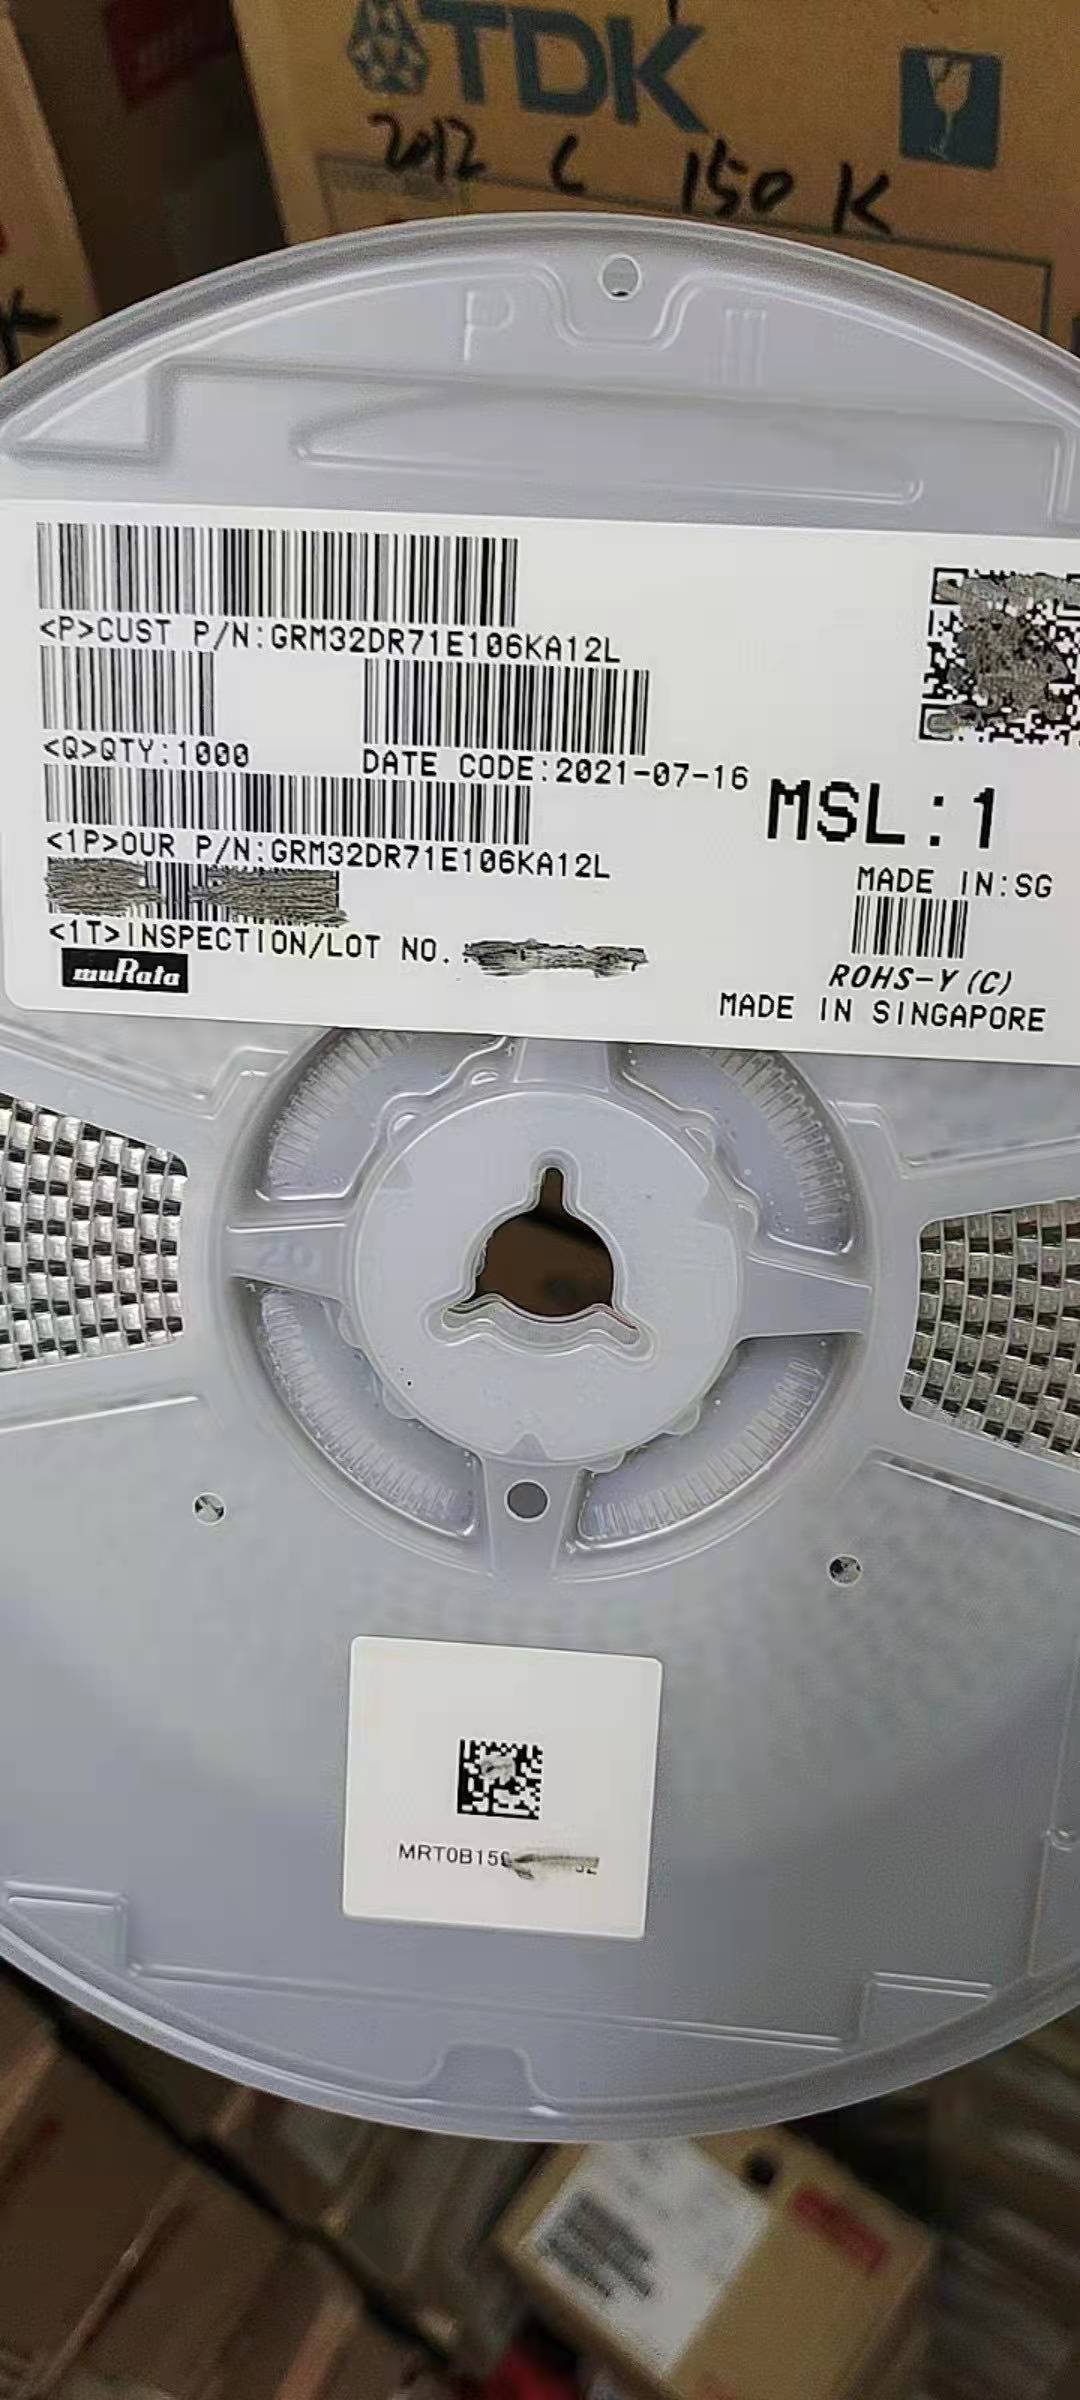 TDK
2012 C 150 K
P
<P>CUST P/N:GRM32DR71E106KA12L
<Q>QTY:1000
DATE CODE:2021-07-16
MSL:1
<1P>OUR P/N:GRM32DR71E106KA12L
MADE IN:SG
<1T>INSPECTION/LOT NO.
muRata
ROHS-Y(C)
MADE IN SINGAPORE
MRT0B15